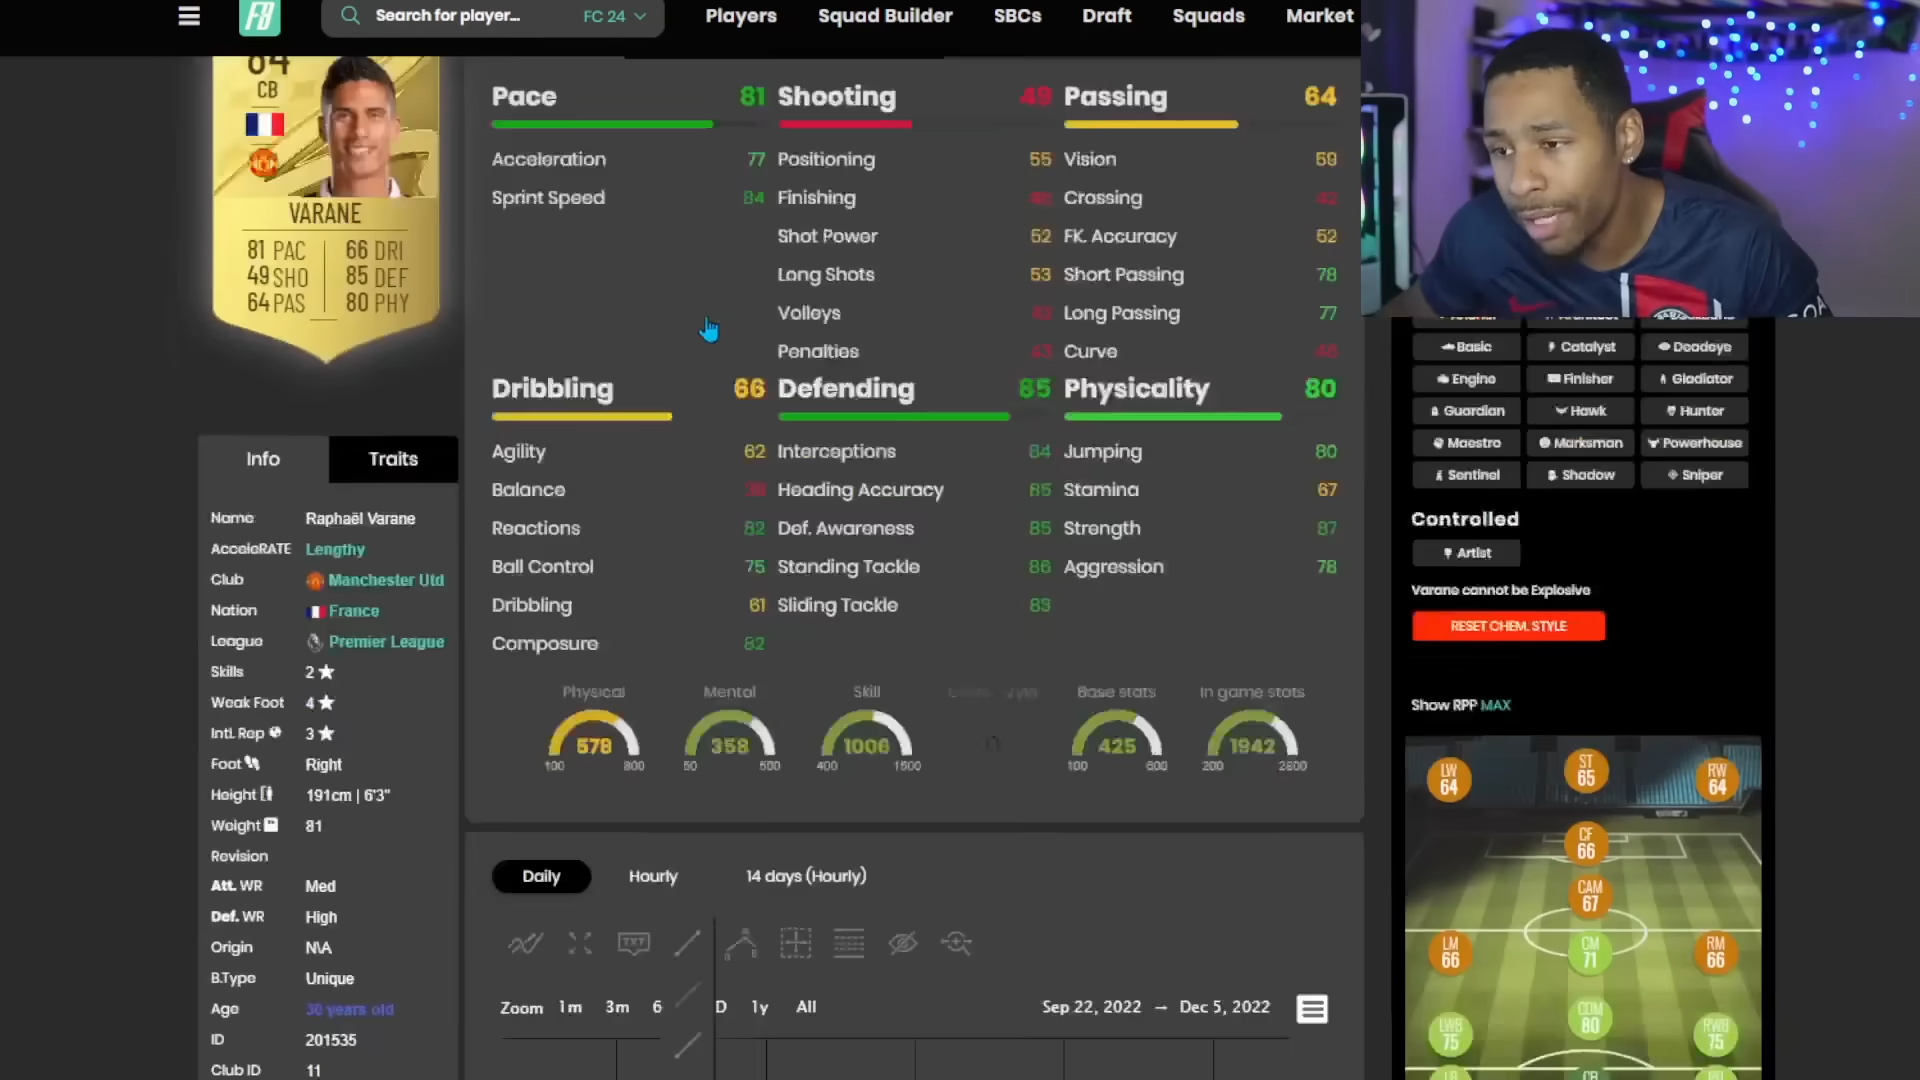 F8
Search for player...
FC 24
Players
Squad Builder
SBCs
Draft
Squads
Market
CB
VARANE
81 PAC
66 DRI
49 SHO
85 DEF
64 PAS
80 PHY
Pace 81
Acceleration 77
Sprint Speed 84
Shooting 49
Positioning 55
Finishing
Shot Power 52
Long Shots 53
Volleys
Penalties 43
Passing 64
Vision 59
Crossing 42
FK. Accuracy 52
Short Passing 78
Long Passing 77
Curve
Dribbling 66
Agility 62
Balance
Reactions 82
Ball Control 75
Dribbling 61
Composure 82
Defending 85
Interceptions 84
Heading Accuracy 85
Def. Awareness 85
Standing Tackle 86
Sliding Tackle 83
Physicality 80
Jumping 80
Stamina 67
Strength 87
Aggression 78
Physical
578
100 800
Mental
358
50 500
Skill
1006
400 1500
Base stats
425
100 600
In game stats
1942
200 2800
Info
Traits
Name Raphaël Varane
AcceleRATE Lengthy
Club Manchester Utd
Nation France
League Premier League
Skills 2
Weak Foot 4
Intl. Rep 3
Foot Right
Height 191cm | 6'3"
Weight 81
Revision
Att. WR Med
Def. WR High
Origin N\A
B.Type Unique
Age 30 years old
ID 201535
Club ID 11
Daily
Hourly
14 days (Hourly)
TXT
Zoom 1m 3m 6 D 1y All
Sep 22, 2022 → Dec 5, 2022
Basic
Catalyst
Deadeye
Engine
Finisher
Gladiator
Guardian
Hawk
Hunter
Maestro
Marksman
Powerhouse
Sentinel
Shadow
Sniper
Controlled
Artist
Varane cannot be Explosive
RESET CHEM. STYLE
Show RPP MAX
LW 64
ST 65
RW 64
CF 66
CAM 67
LM 66
CM 71
RM 66
CDM 80
LWB 75
RWB 75
CB